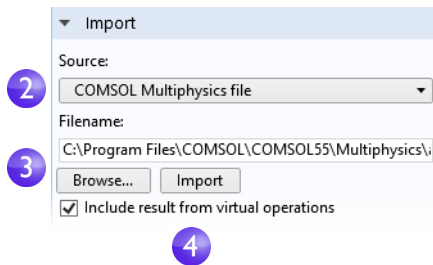 Import
Source:
2
COMSOL Multiphysics file
Filename:
C:\Program Files\COMSOL\COMSOL55\Multiphysics\
3
Browse... Import
Include result from virtual operations
4